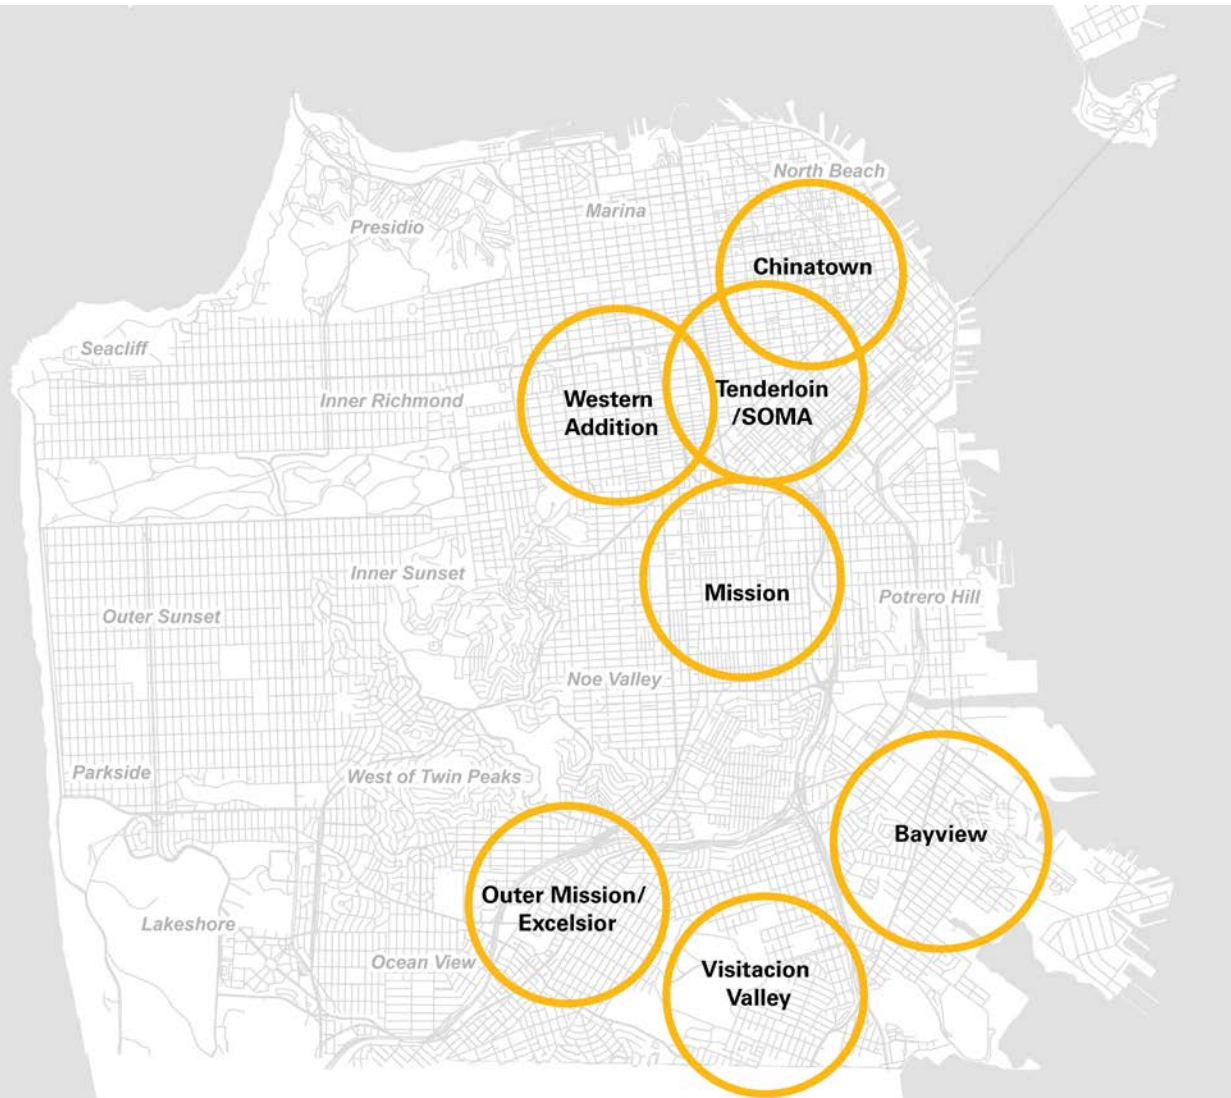 North Beach
Marina
Presidio
Chinatown
Seacliff
Inner Richmond
Western
Addition
Tenderloin
/SOMA
Inner Sunset
Mission
Potrero Hill
Outer Sunset
Noe Valley
Parkside
West of Twin Peaks
Bayview
Outer Mission/
Excelsior
Lakeshore
Ocean View
Visitacion
Valley